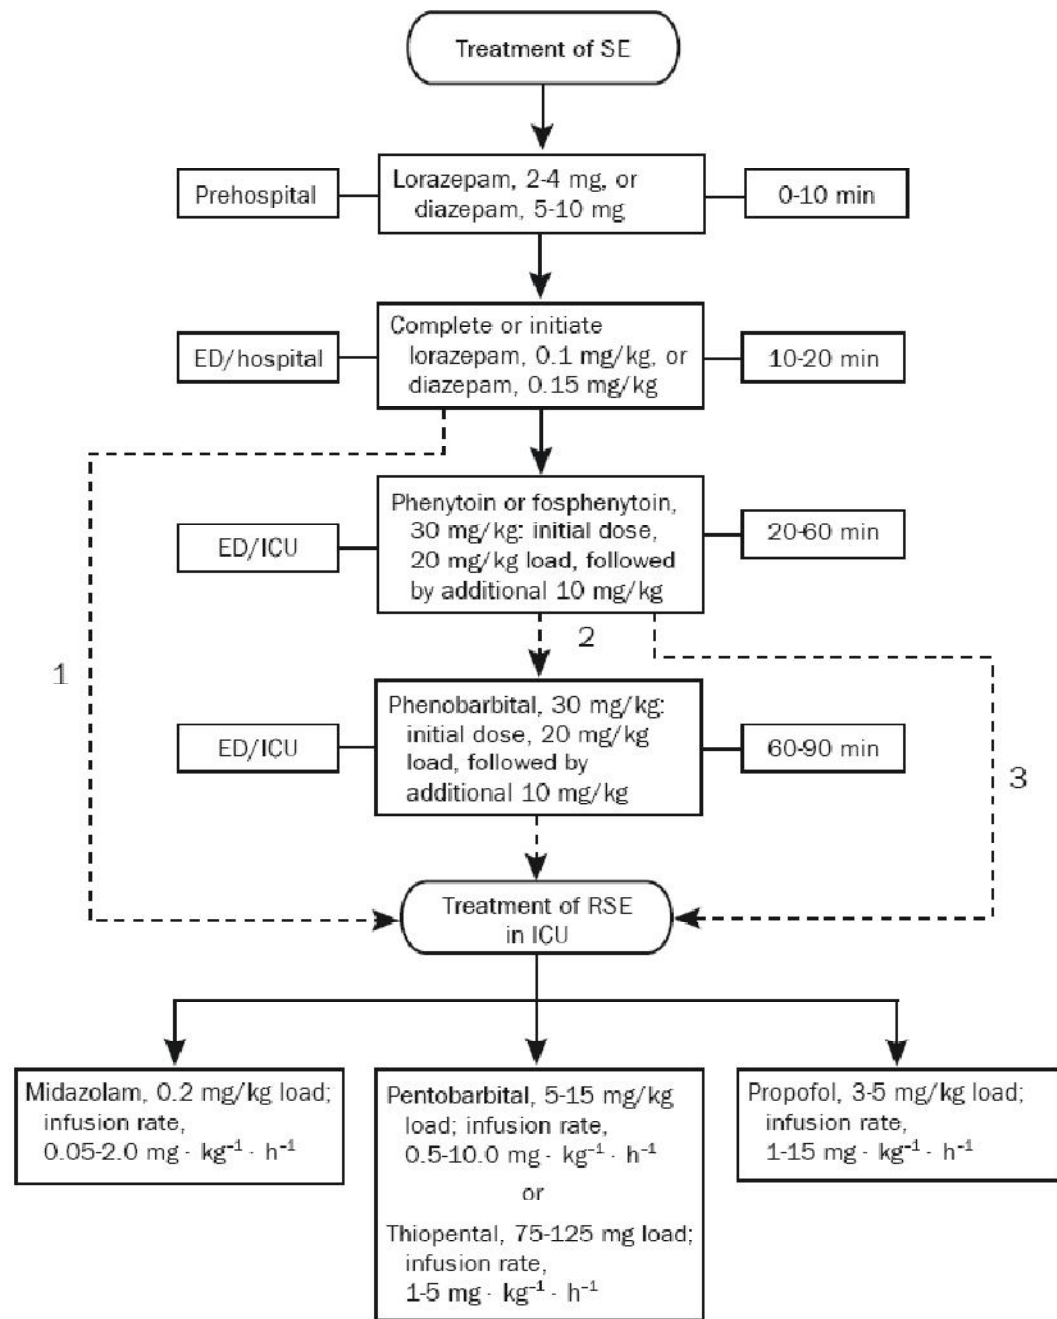 Treatment of SE
Prehospital
Lorazepam, 2-4 mg, or
diazepam, 5-10 mg
0-10 min
ED/hospital
Complete or initiate
lorazepam, 0.1 mg/kg, or
diazepam, 0.15 mg/kg
10-20 min
ED/ICU
Phenytoin or fosphenytoin,
30 mg/kg: initial dose,
20 mg/kg load, followed
by additional 10 mg/kg
20-60 min
1
2
ED/ICU
Phenobarbital, 30 mg/kg:
initial dose, 20 mg/kg
load, followed by
additional 10 mg/kg
60-90 min
3
Treatment of RSE
in ICU
Midazolam, 0.2 mg/kg load;
infusion rate,
0.05-2.0 mg · kg⁻¹ · h⁻¹
Pentobarbital, 5-15 mg/kg
load; infusion rate,
0.5-10.0 mg · kg⁻¹ · h⁻¹
or
Thiopental, 75-125 mg load;
infusion rate,
1-5 mg · kg⁻¹ · h⁻¹
Propofol, 3-5 mg/kg load;
infusion rate,
1-15 mg · kg⁻¹ · h⁻¹